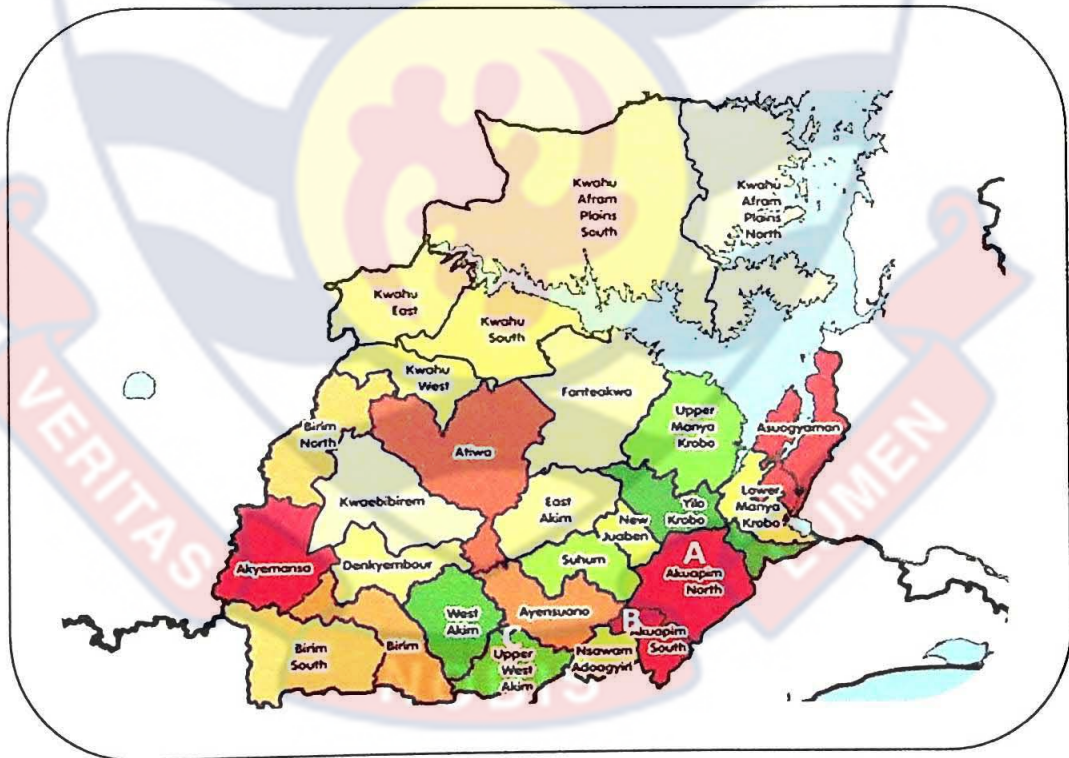 Kwahu
Afram
Plains
South
Kwahu
Afram
Plains
North
Kwahu
East
Kwahu
South
Kwahu
West
Fanteakwa
Upper
Manya
Krobo
Asuogyaman
Birim
North
Atiwa
Kwaebibirem
East
Akim
New
Juaben
Yilo
Krobo
Lower
Manya
Krobo
Akyemansa
Denkyembour
Suhum
A
Akuapim
North
West
Akim
Ayensuano
B
Akuapim
South
Birim
South
Birim
C
Upper
West
Akim
Nsawam
Adoagyiri
VERITAS
LUMEN